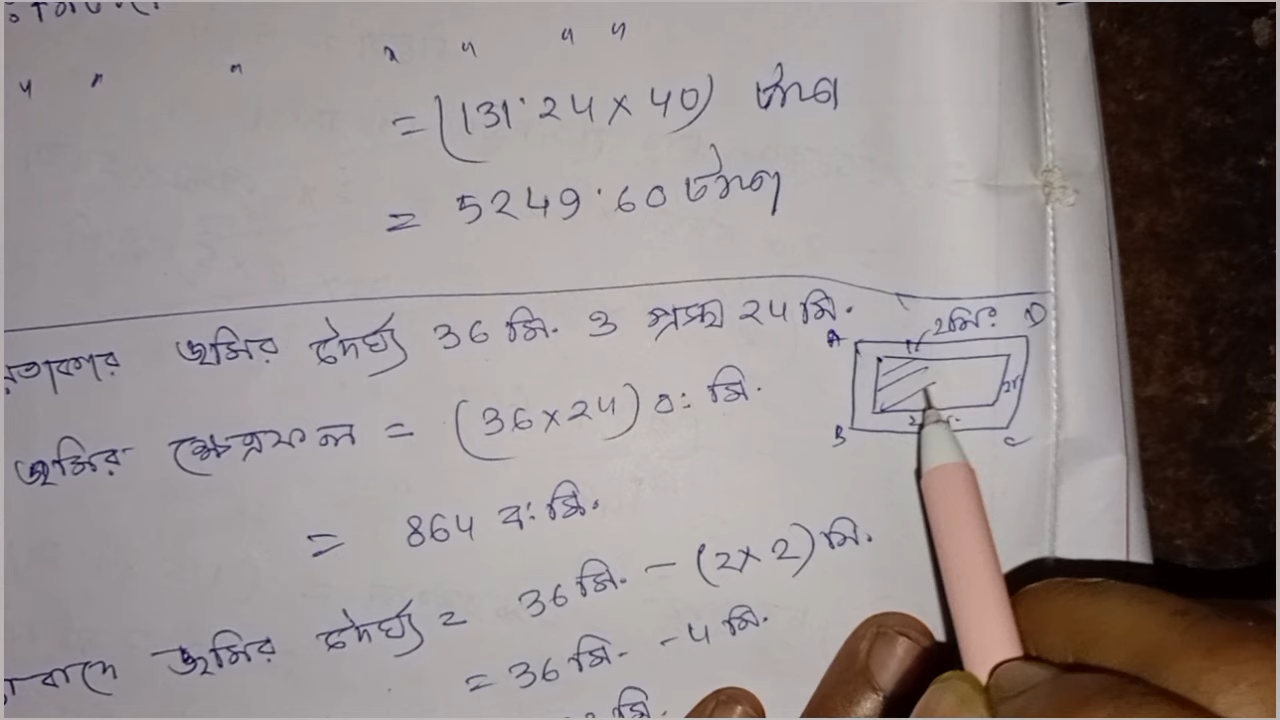 " " " " " " "
= (131.24 × 40) টাকা
= 5249.60 টাকা
জমির দৈর্ঘ্য 36 মি. ও প্রস্থ 24 মি.
2মি. A D
জমির ক্ষেত্রফল = (36×24) ব: মি.
B C
= 864 ব: মি.
বাদে জমির দৈর্ঘ্য = 36 মি. – (2×2) মি.
= 36 মি. – 4 মি.
মি.